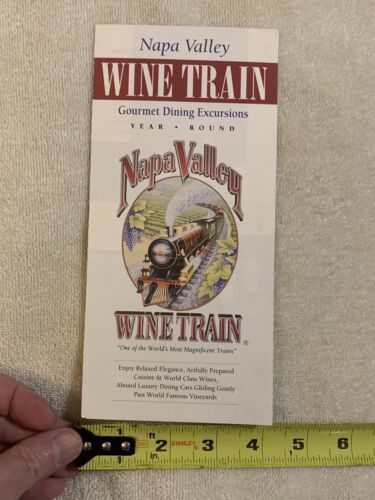 Napa Valley
WINE TRAIN
Gourmet Dining Excursions
YEAR • ROUND
Napa Valley
WINE TRAIN®
"One of the World's Most Magnificent Trains"
Enjoy Relaxed Elegance, Artfully Prepared
Cuisine & World Class Wines,
Aboard Luxury Dining Cars Gliding Gently
Past World Famous Vineyards
1 ft 2 STANLEY 3 4 5 6